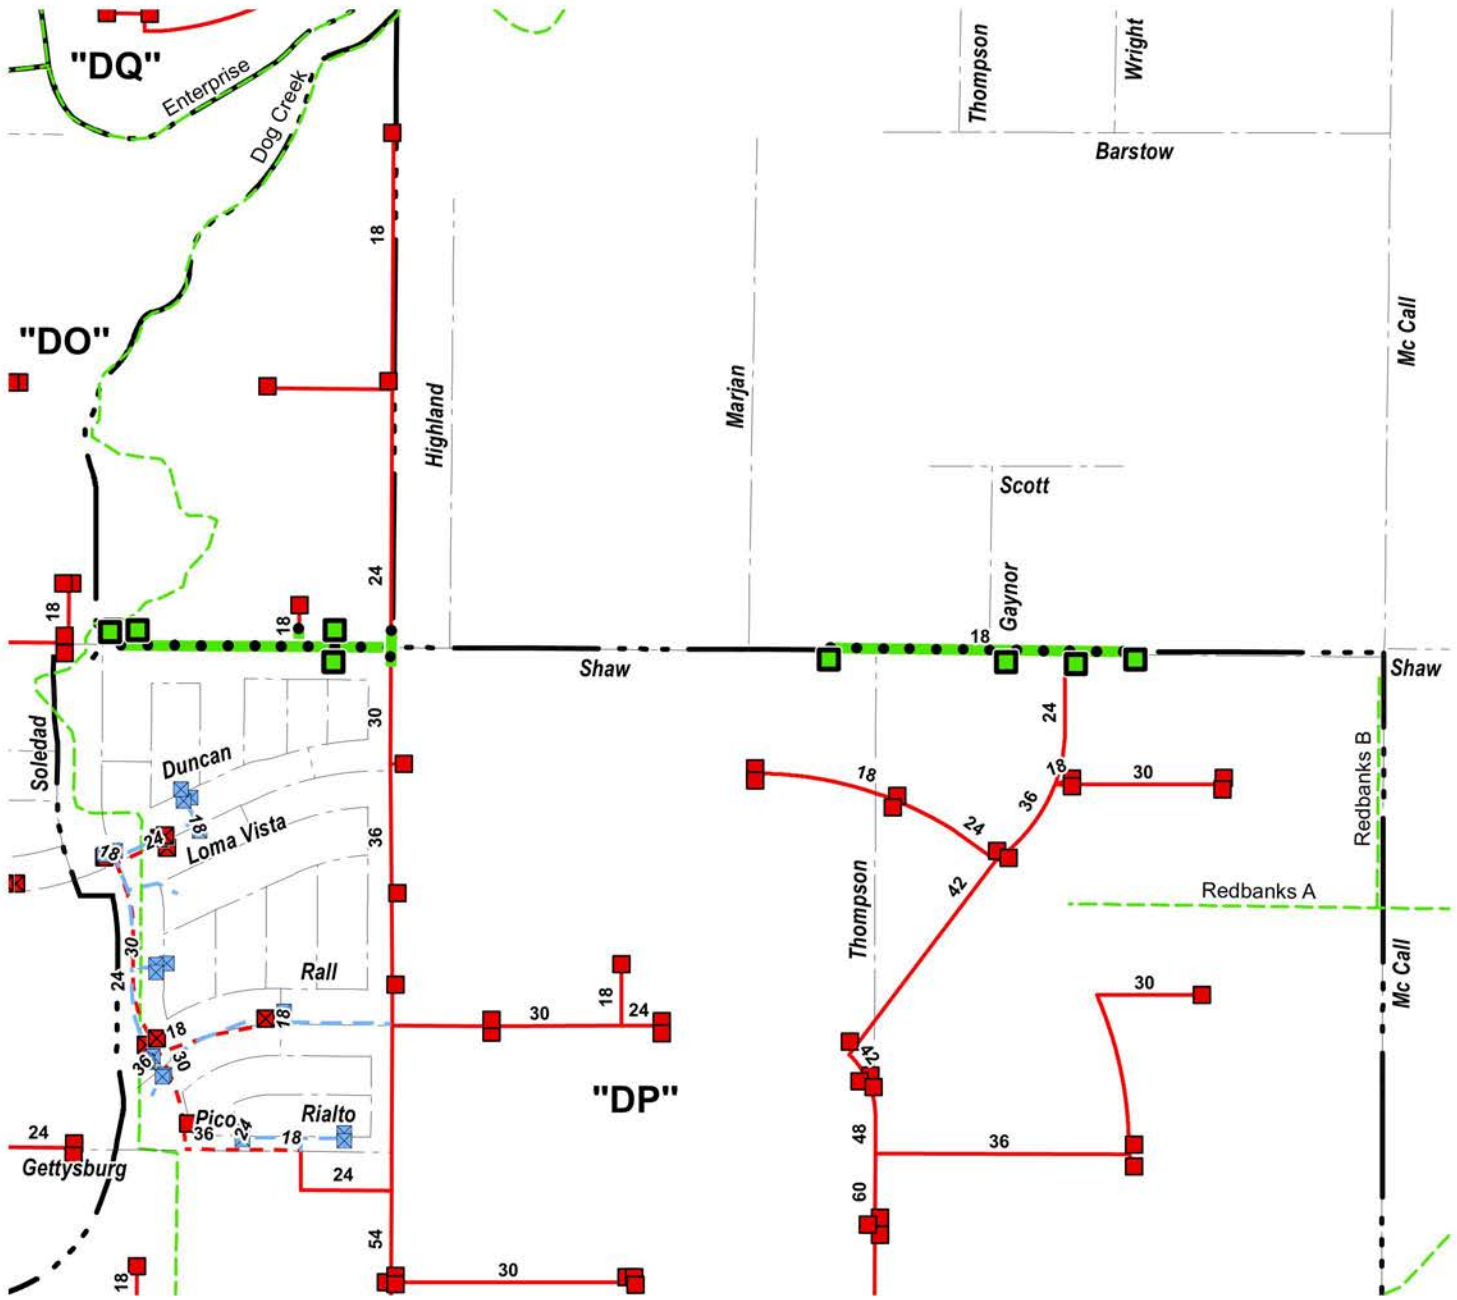 "DQ"
Enterprise
Dog Creek
Thompson
Wright
Barstow
18
"DO"
Mc Call
Highland
Marjan
Scott
24
Gaynor
18
18
18
Shaw
Shaw
30
24
Soledad
Duncan
18
18
30
Redbanks B
36
18
24
36
24
Loma Vista
18
42
Redbanks A
Thompson
30
24
Rall
Mc Call
30
18
18
30
24
18
36
30
42
"DP"
Pico
Rialto
36
24
18
48
36
24
Gettysburg
24
60
54
30
18